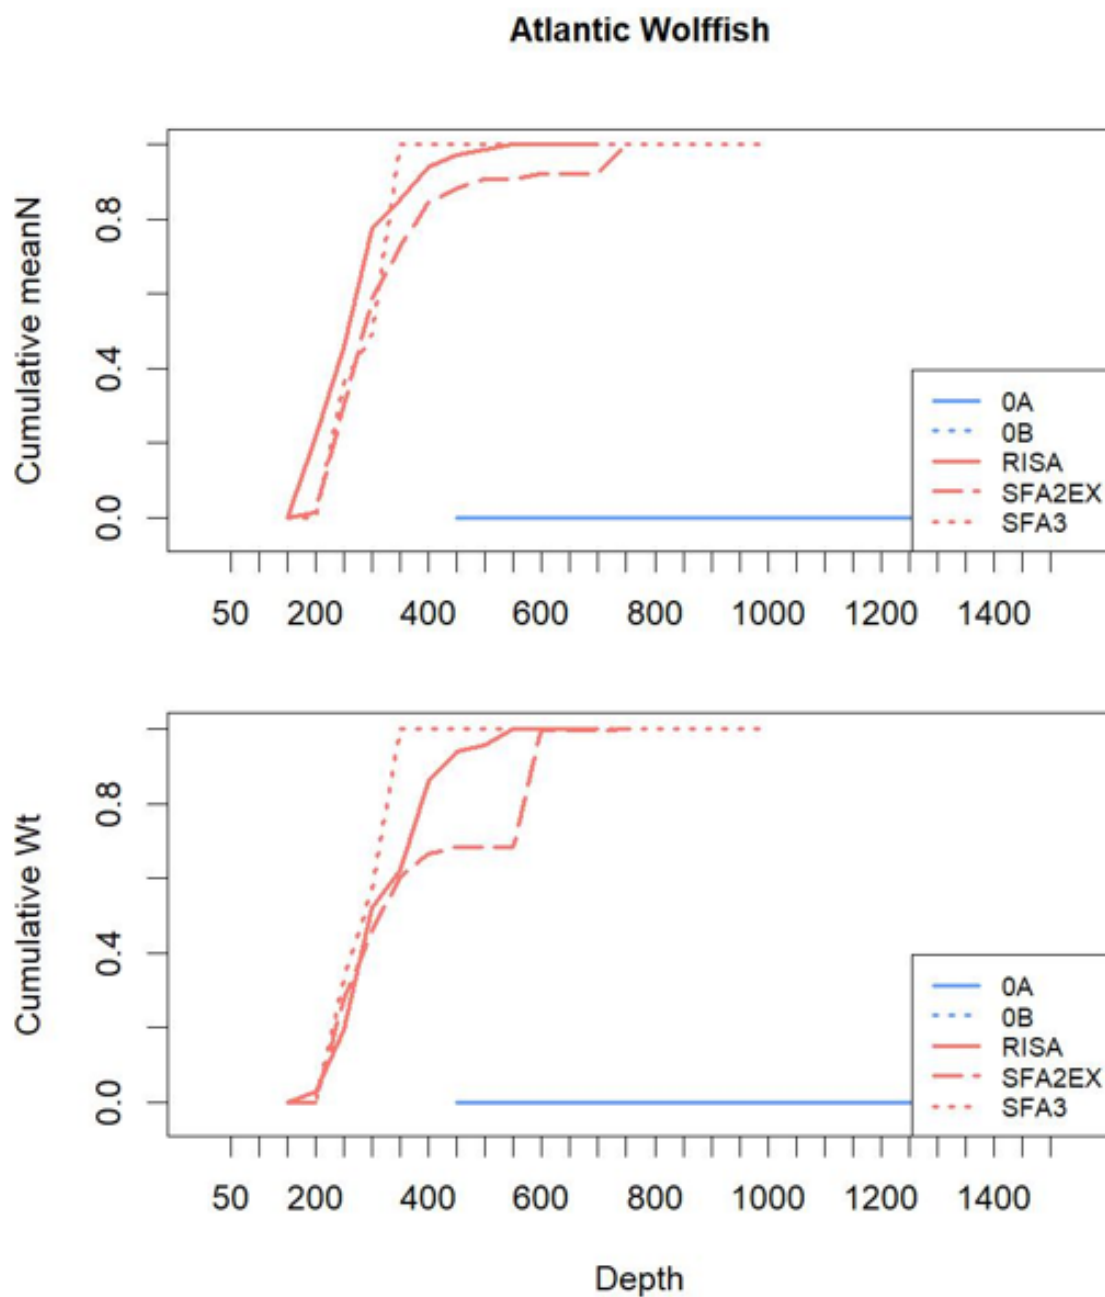 Atlantic Wolffish
Cumulative meanN
0.0 0.4 0.8
0A
0B
RISA
SFA2EX
SFA3
50 200 400 600 800 1000 1200 1400
Cumulative Wt
0.0 0.4 0.8
0A
0B
RISA
SFA2EX
SFA3
50 200 400 600 800 1000 1200 1400
Depth